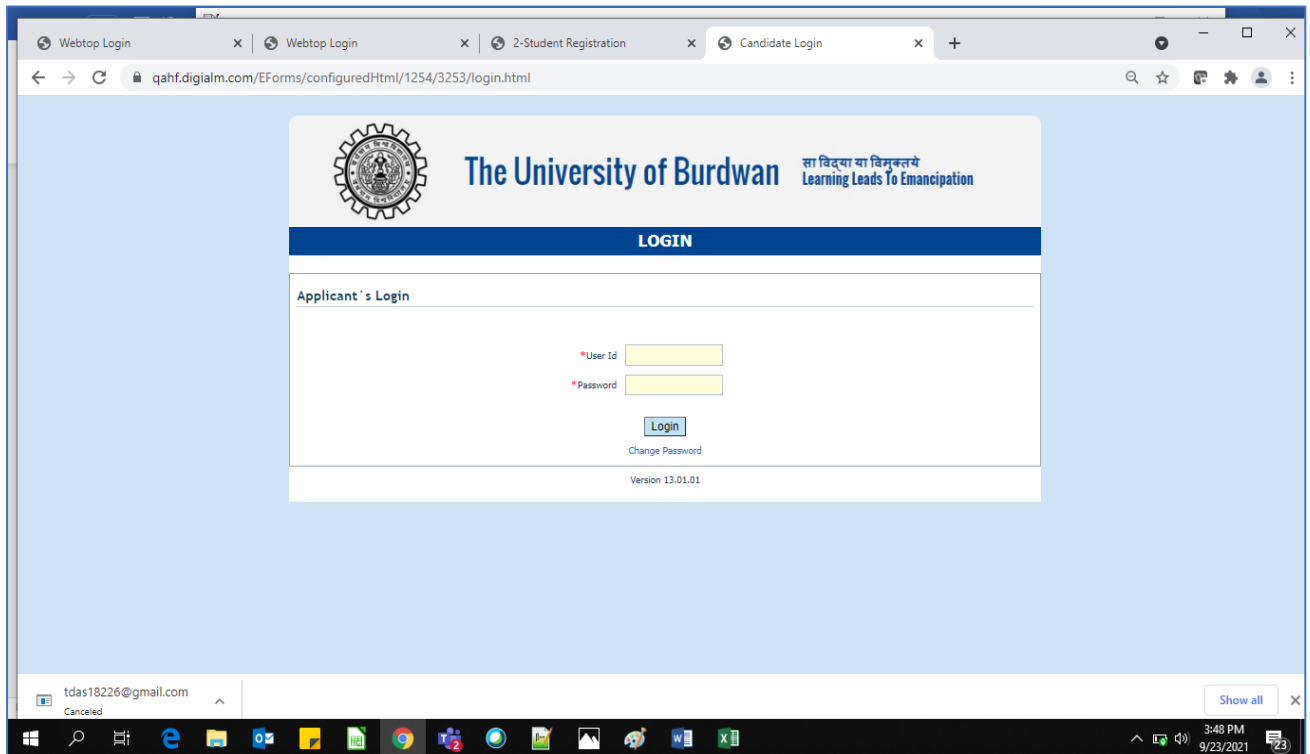 Webtop Login
Webtop Login
2-Student Registration
Candidate Login
qahf.digialm.com/EForms/configuredHtml/1254/3253/login.html
The University of Burdwan
सा विद्या या विमुक्तये
Learning Leads To Emancipation
LOGIN
Applicant`s Login
*User Id
*Password
Login
Change Password
Version 13.01.01
tdas18226@gmail.com
Canceled
Show all
3:48 PM
9/23/2021
23